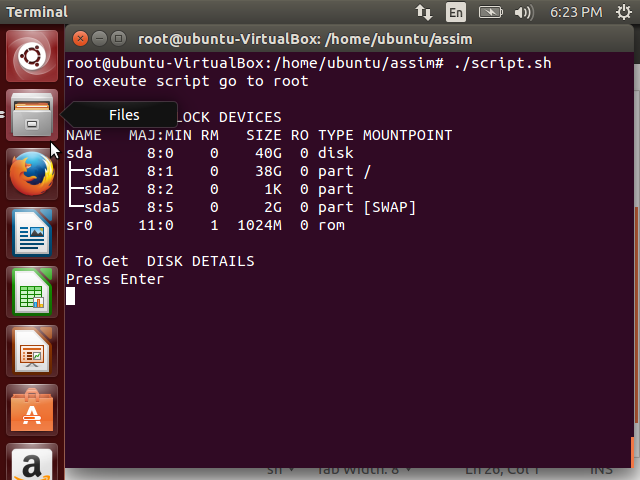 Terminal
En
6:23 PM
root@ubuntu-VirtualBox: /home/ubuntu/assim
root@ubuntu-VirtualBox:/home/ubuntu/assim# ./script.sh
To exeute script go to root
Files
LOCK DEVICES
NAME MAJ:MIN RM SIZE RO TYPE MOUNTPOINT
sda 8:0 0 40G 0 disk
├─sda1 8:1 0 38G 0 part /
├─sda2 8:2 0 1K 0 part
└─sda5 8:5 0 2G 0 part [SWAP]
sr0 11:0 1 1024M 0 rom
To Get DISK DETAILS
Press Enter
sh Tab Width: 8 Ln 26, Col 1 INS